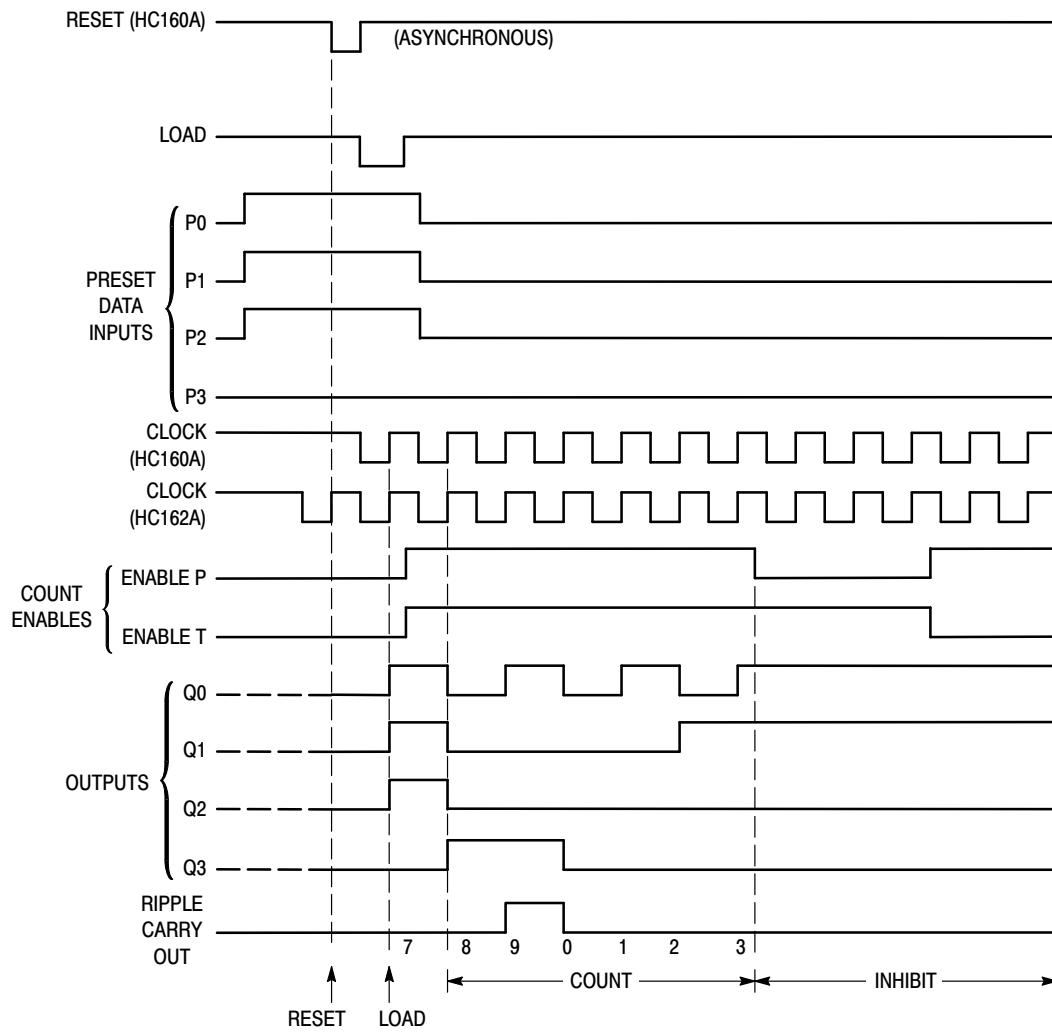 RESET (HC160A)
(ASYNCHRONOUS)
LOAD
P0
P1
PRESET
DATA
INPUTS
P2
P3
CLOCK
(HC160A)
CLOCK
(HC162A)
ENABLE P
COUNT
ENABLES
ENABLE T
Q0
Q1
OUTPUTS
Q2
Q3
RIPPLE
CARRY
OUT
7 8 9 0 1 2 3
COUNT
INHIBIT
RESET LOAD